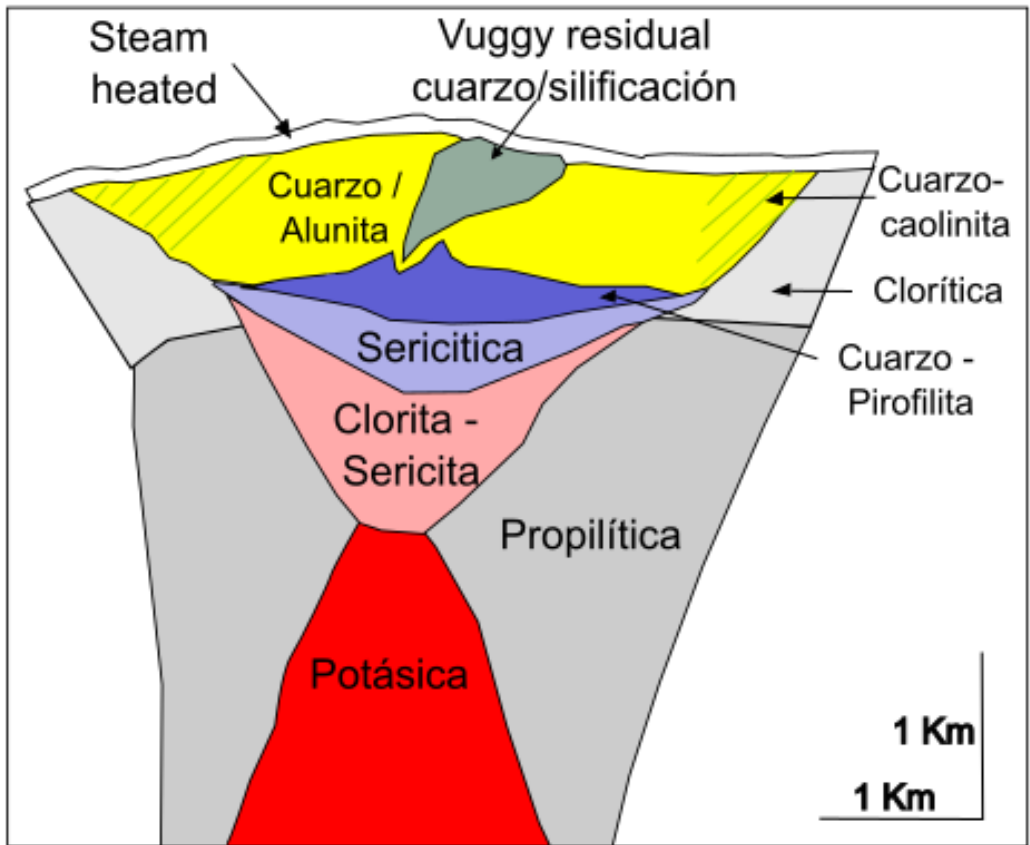 Steam
heated
Vuggy residual
cuarzo/silificación
Cuarzo /
Alunita
Cuarzo-
caolinita
Clorítica
Sericitica
Cuarzo -
Pirofilita
Clorita -
Sericita
Propilítica
Potásica
1 Km
1 Km